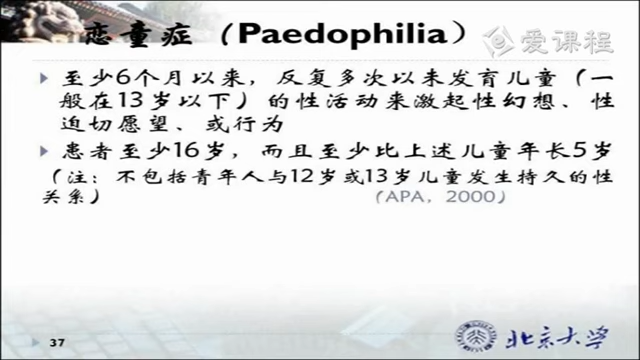 恋童症（Paedophilia）
爱课程
至少6个月以来，反复多次以未发育儿童（一
般在13岁以下）的性活动来激起性幻想、性
迫切愿望、或行为
患者至少16岁，而且至少比上述儿童年长5岁
（注：不包括青年人与12岁或13岁儿童发生持久的性
关系）
（APA，2000）
37
北京大学